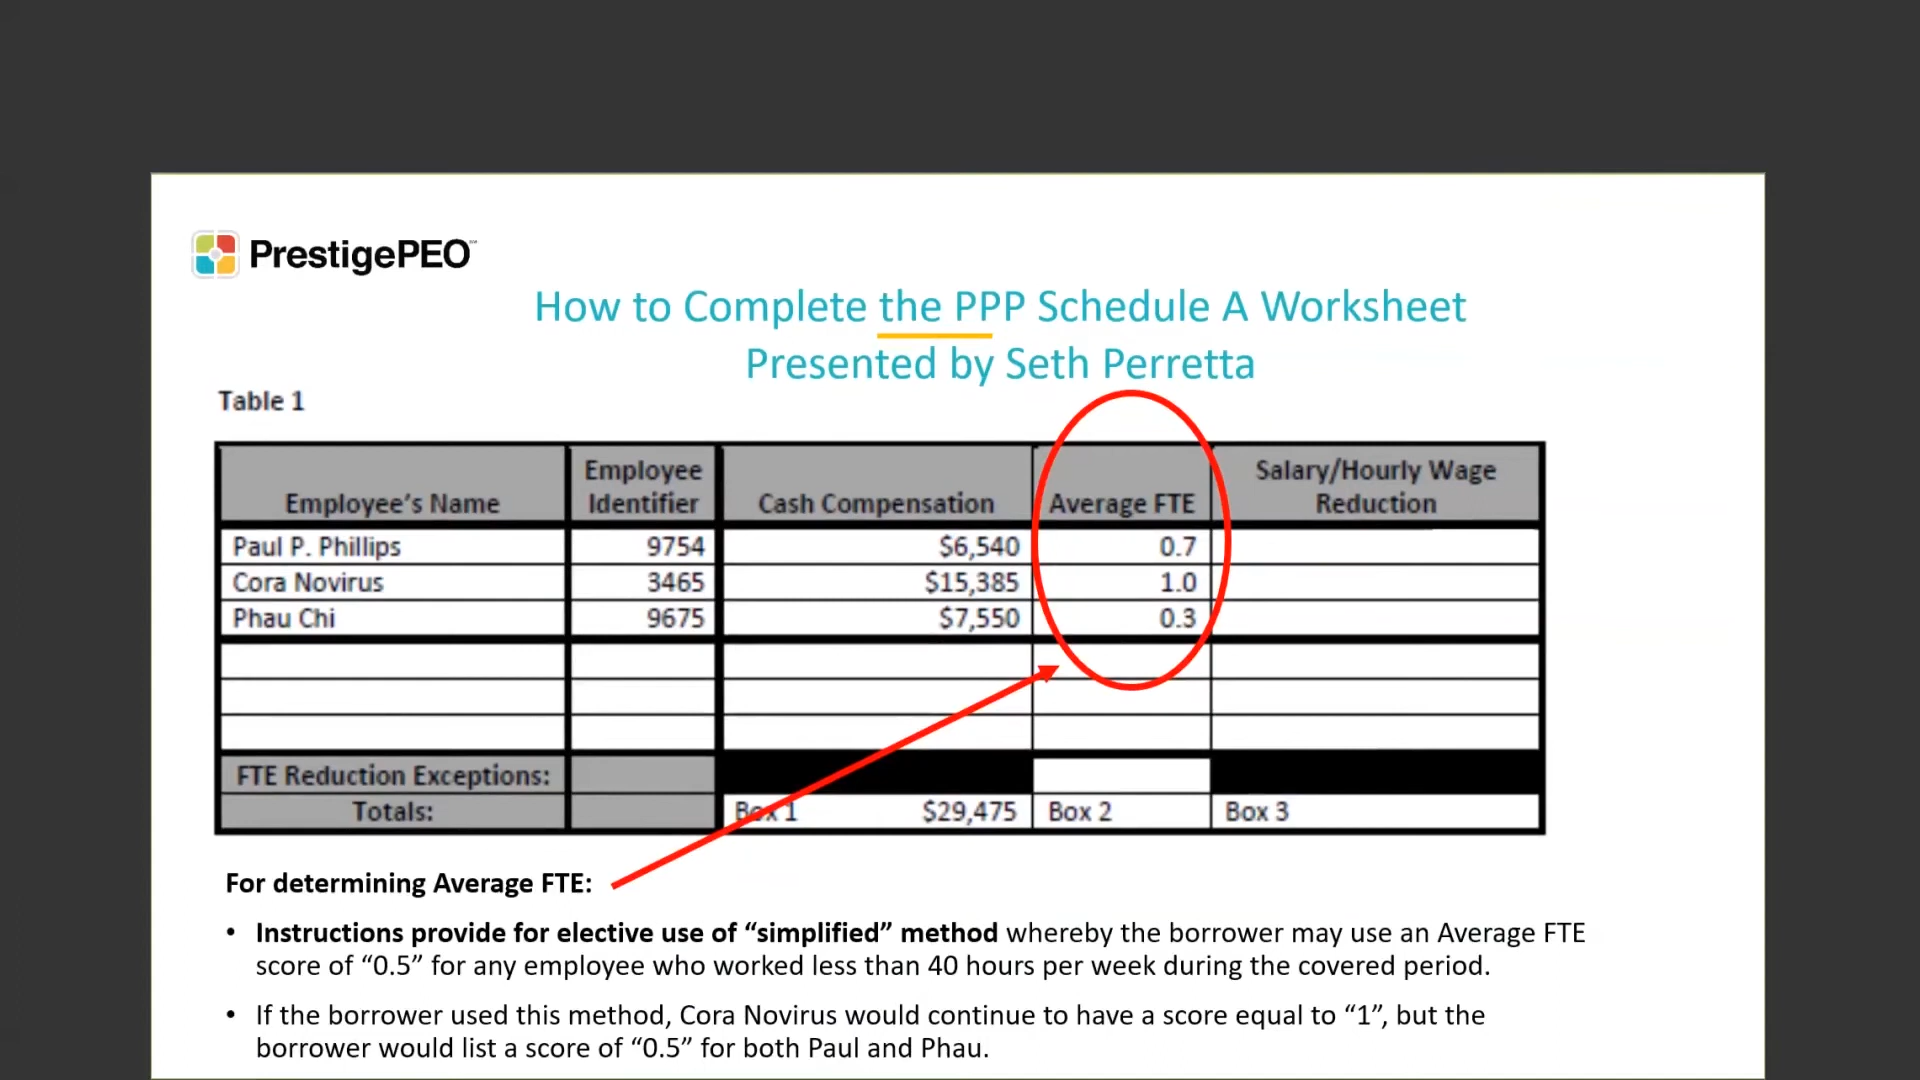 PrestigePEO
How to Complete the PPP Schedule A Worksheet
Presented by Seth Perretta
Table 1
Employee's Name Employee Identifier Cash Compensation Average FTE Salary/Hourly Wage Reduction
Paul P. Phillips 9754 $6,540 0.7
Cora Novirus 3465 $15,385 1.0
Phau Chi 9675 $7,550 0.3
FTE Reduction Exceptions:
Totals: Box 1 $29,475 Box 2 Box 3
For determining Average FTE:
• Instructions provide for elective use of “simplified” method whereby the borrower may use an Average FTE
score of “0.5” for any employee who worked less than 40 hours per week during the covered period.
• If the borrower used this method, Cora Novirus would continue to have a score equal to “1”, but the
borrower would list a score of “0.5” for both Paul and Phau.